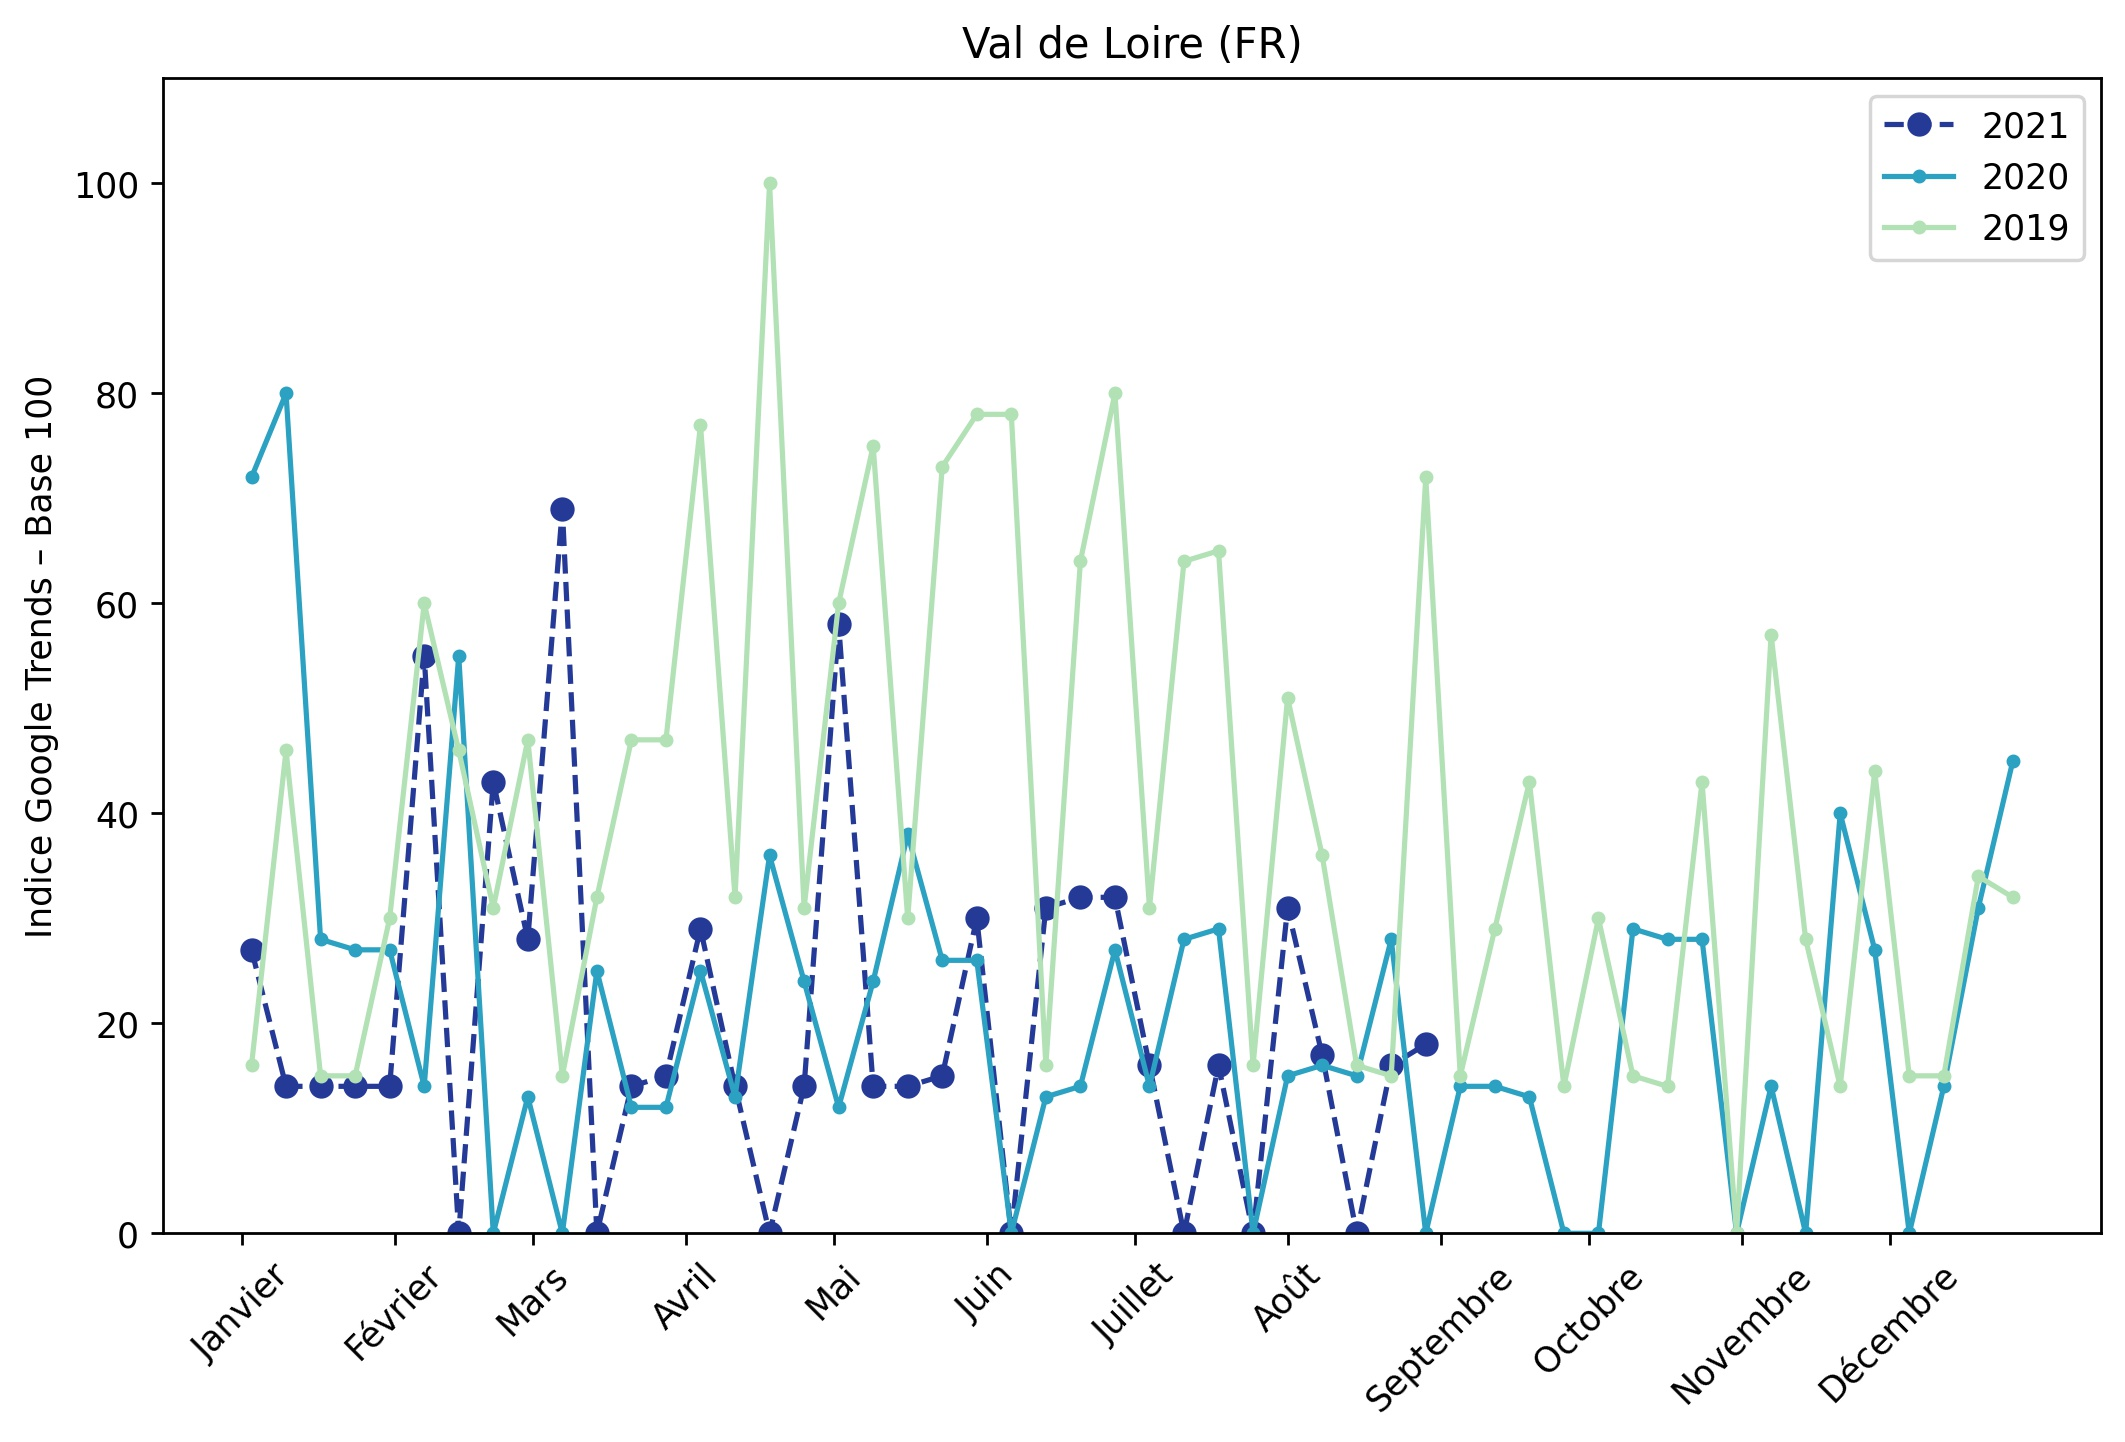 Val de Loire (FR)
Indice Google Trends – Base 100
100
80
60
40
20
0
2021
2020
2019
Janvier
Février
Mars
Avril
Mai
Juin
Juillet
Août
Septembre
Octobre
Novembre
Décembre